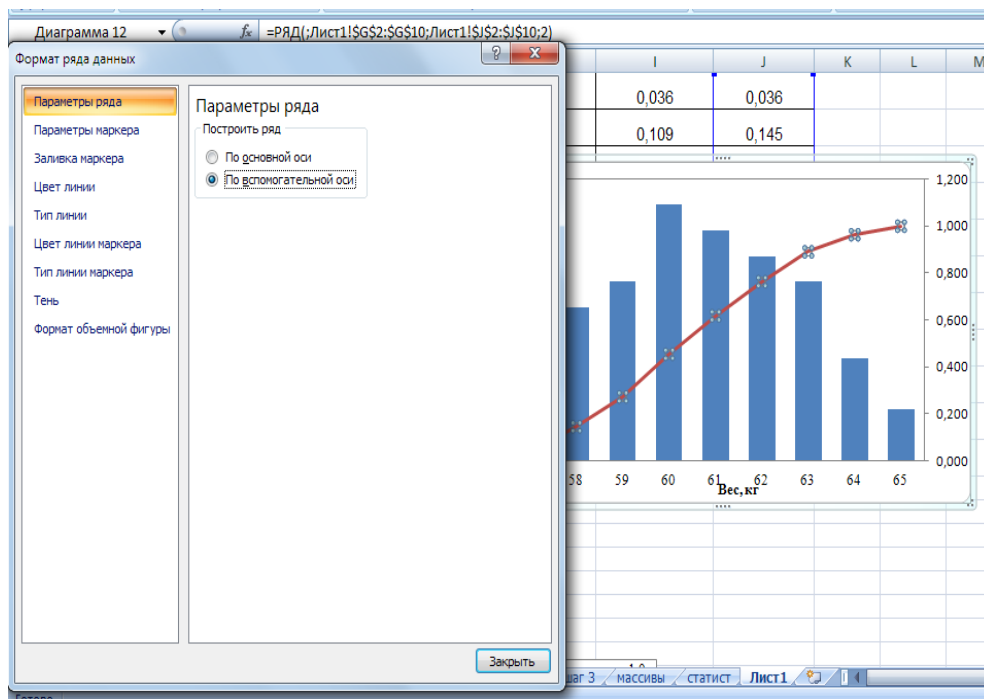 Диаграмма 12
fx =РЯД(;Лист1!$G$2:$G$10;Лист1!$J$2:$J$10;2)
Формат ряда данных
Параметры ряда
Параметры маркера
Заливка маркера
Цвет линии
Тип линии
Цвет линии маркера
Тип линии маркера
Тень
Формат объемной фигуры
Параметры ряда
Построить ряд
По основной оси
По вспомогательной оси
Закрыть
I J K L M
0,036 0,036
0,109 0,145
1,200
1,000
0,800
0,600
0,400
0,200
0,000
58 59 60 61 62 63 64 65
Вес, кг
шаг 3 массивы статист Лист1
Готово